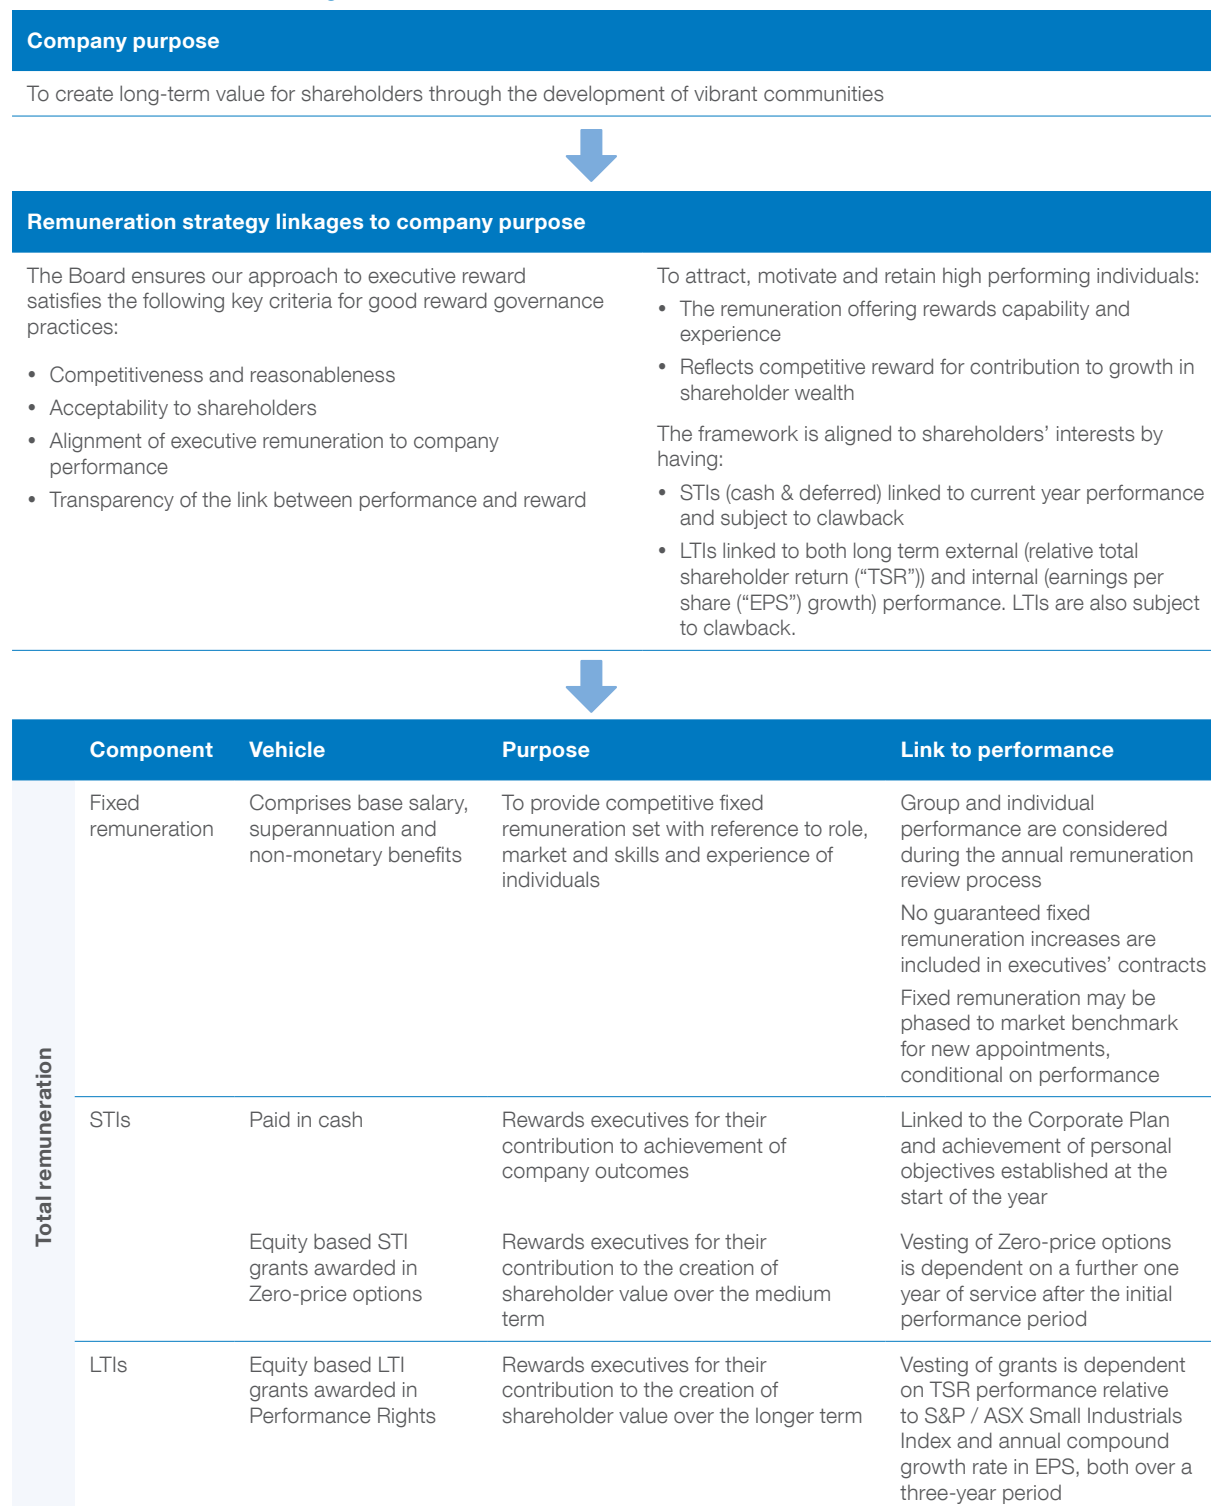 Company purpose
To create long-term value for shareholders through the development of vibrant communities
Remuneration strategy linkages to company purpose
The Board ensures our approach to executive reward
satisfies the following key criteria for good reward governance
practices:
• Competitiveness and reasonableness
• Acceptability to shareholders
• Alignment of executive remuneration to company
performance
• Transparency of the link between performance and reward
To attract, motivate and retain high performing individuals:
• The remuneration offering rewards capability and
experience
• Reflects competitive reward for contribution to growth in
shareholder wealth
The framework is aligned to shareholders’ interests by
having:
• STIs (cash & deferred) linked to current year performance
and subject to clawback
• LTIs linked to both long term external (relative total
shareholder return (“TSR”)) and internal (earnings per
share (“EPS”) growth) performance. LTIs are also subject
to clawback.
Component
Vehicle
Purpose
Link to performance
Total remuneration
Fixed
remuneration
Comprises base salary,
superannuation and
non-monetary benefits
To provide competitive fixed
remuneration set with reference to role,
market and skills and experience of
individuals
Group and individual
performance are considered
during the annual remuneration
review process
No guaranteed fixed
remuneration increases are
included in executives’ contracts
Fixed remuneration may be
phased to market benchmark
for new appointments,
conditional on performance
STIs
Paid in cash
Rewards executives for their
contribution to achievement of
company outcomes
Linked to the Corporate Plan
and achievement of personal
objectives established at the
start of the year
Equity based STI
grants awarded in
Zero-price options
Rewards executives for their
contribution to the creation of
shareholder value over the medium
term
Vesting of Zero-price options
is dependent on a further one
year of service after the initial
performance period
LTIs
Equity based LTI
grants awarded in
Performance Rights
Rewards executives for their
contribution to the creation of
shareholder value over the longer term
Vesting of grants is dependent
on TSR performance relative
to S&P / ASX Small Industrials
Index and annual compound
growth rate in EPS, both over a
three-year period